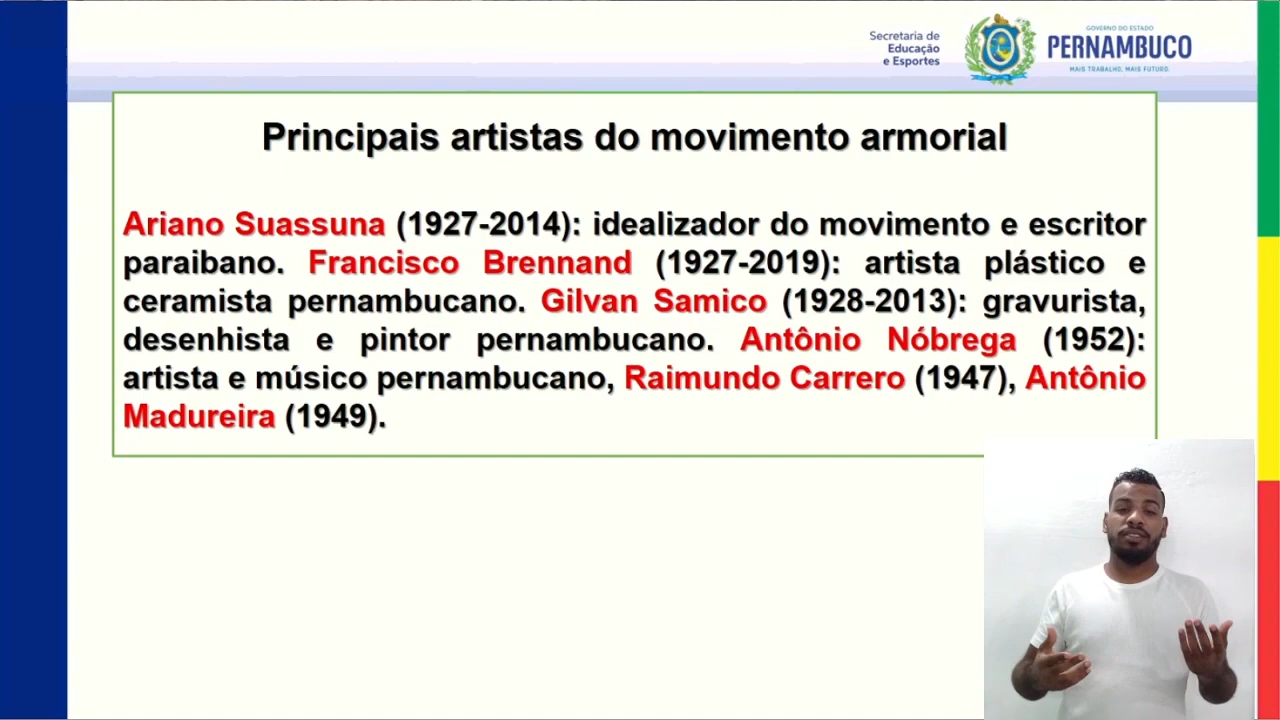 Secretaria de
Educação
e Esportes
GOVERNO DO ESTADO
PERNAMBUCO
MAIS TRABALHO, MAIS FUTURO.
Principais artistas do movimento armorial
Ariano Suassuna (1927-2014): idealizador do movimento e escritor
paraibano. Francisco Brennand (1927-2019): artista plástico e
ceramista pernambucano. Gilvan Samico (1928-2013): gravurista,
desenhista e pintor pernambucano. Antônio Nóbrega (1952):
artista e músico pernambucano, Raimundo Carrero (1947), Antônio
Madureira (1949).